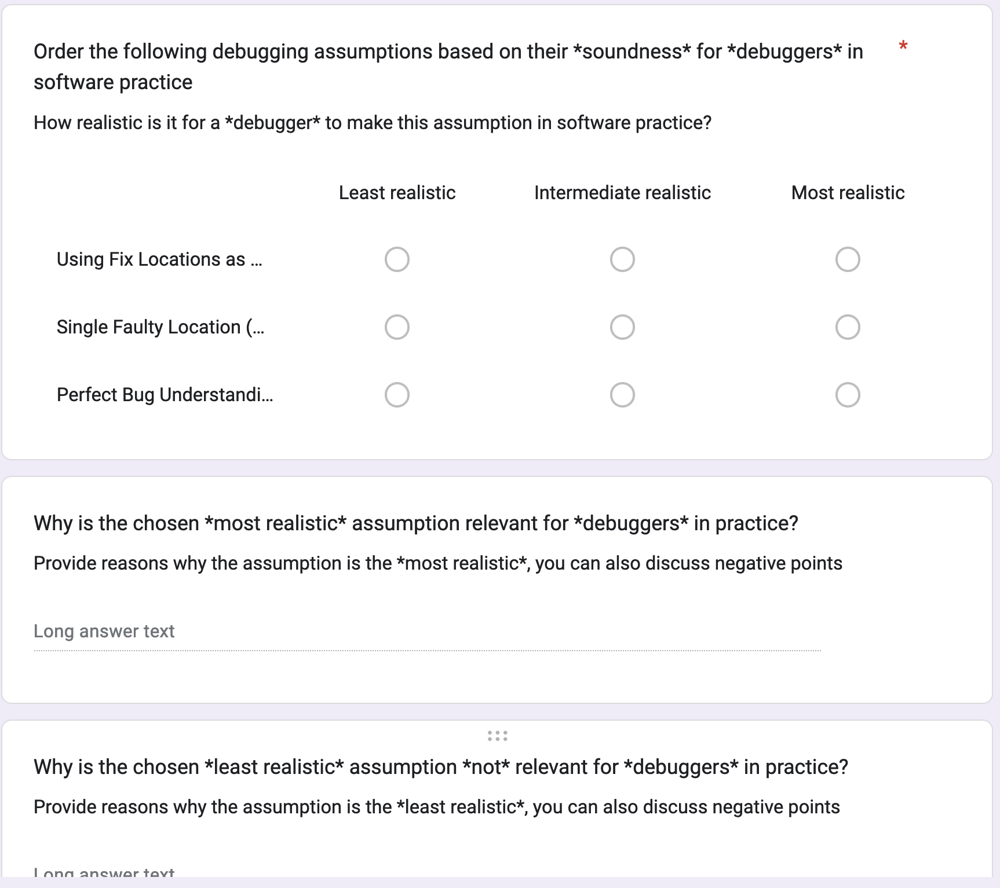 Order the following debugging assumptions based on their *soundness* for *debuggers* in *
software practice
How realistic is it for a *debugger* to make this assumption in software practice?
Least realistic Intermediate realistic Most realistic
Using Fix Locations as ...
Single Faulty Location (...
Perfect Bug Understandi...
Why is the chosen *most realistic* assumption relevant for *debuggers* in practice?
Provide reasons why the assumption is the *most realistic*, you can also discuss negative points
Long answer text
Why is the chosen *least realistic* assumption *not* relevant for *debuggers* in practice?
Provide reasons why the assumption is the *least realistic*, you can also discuss negative points
Long answer text